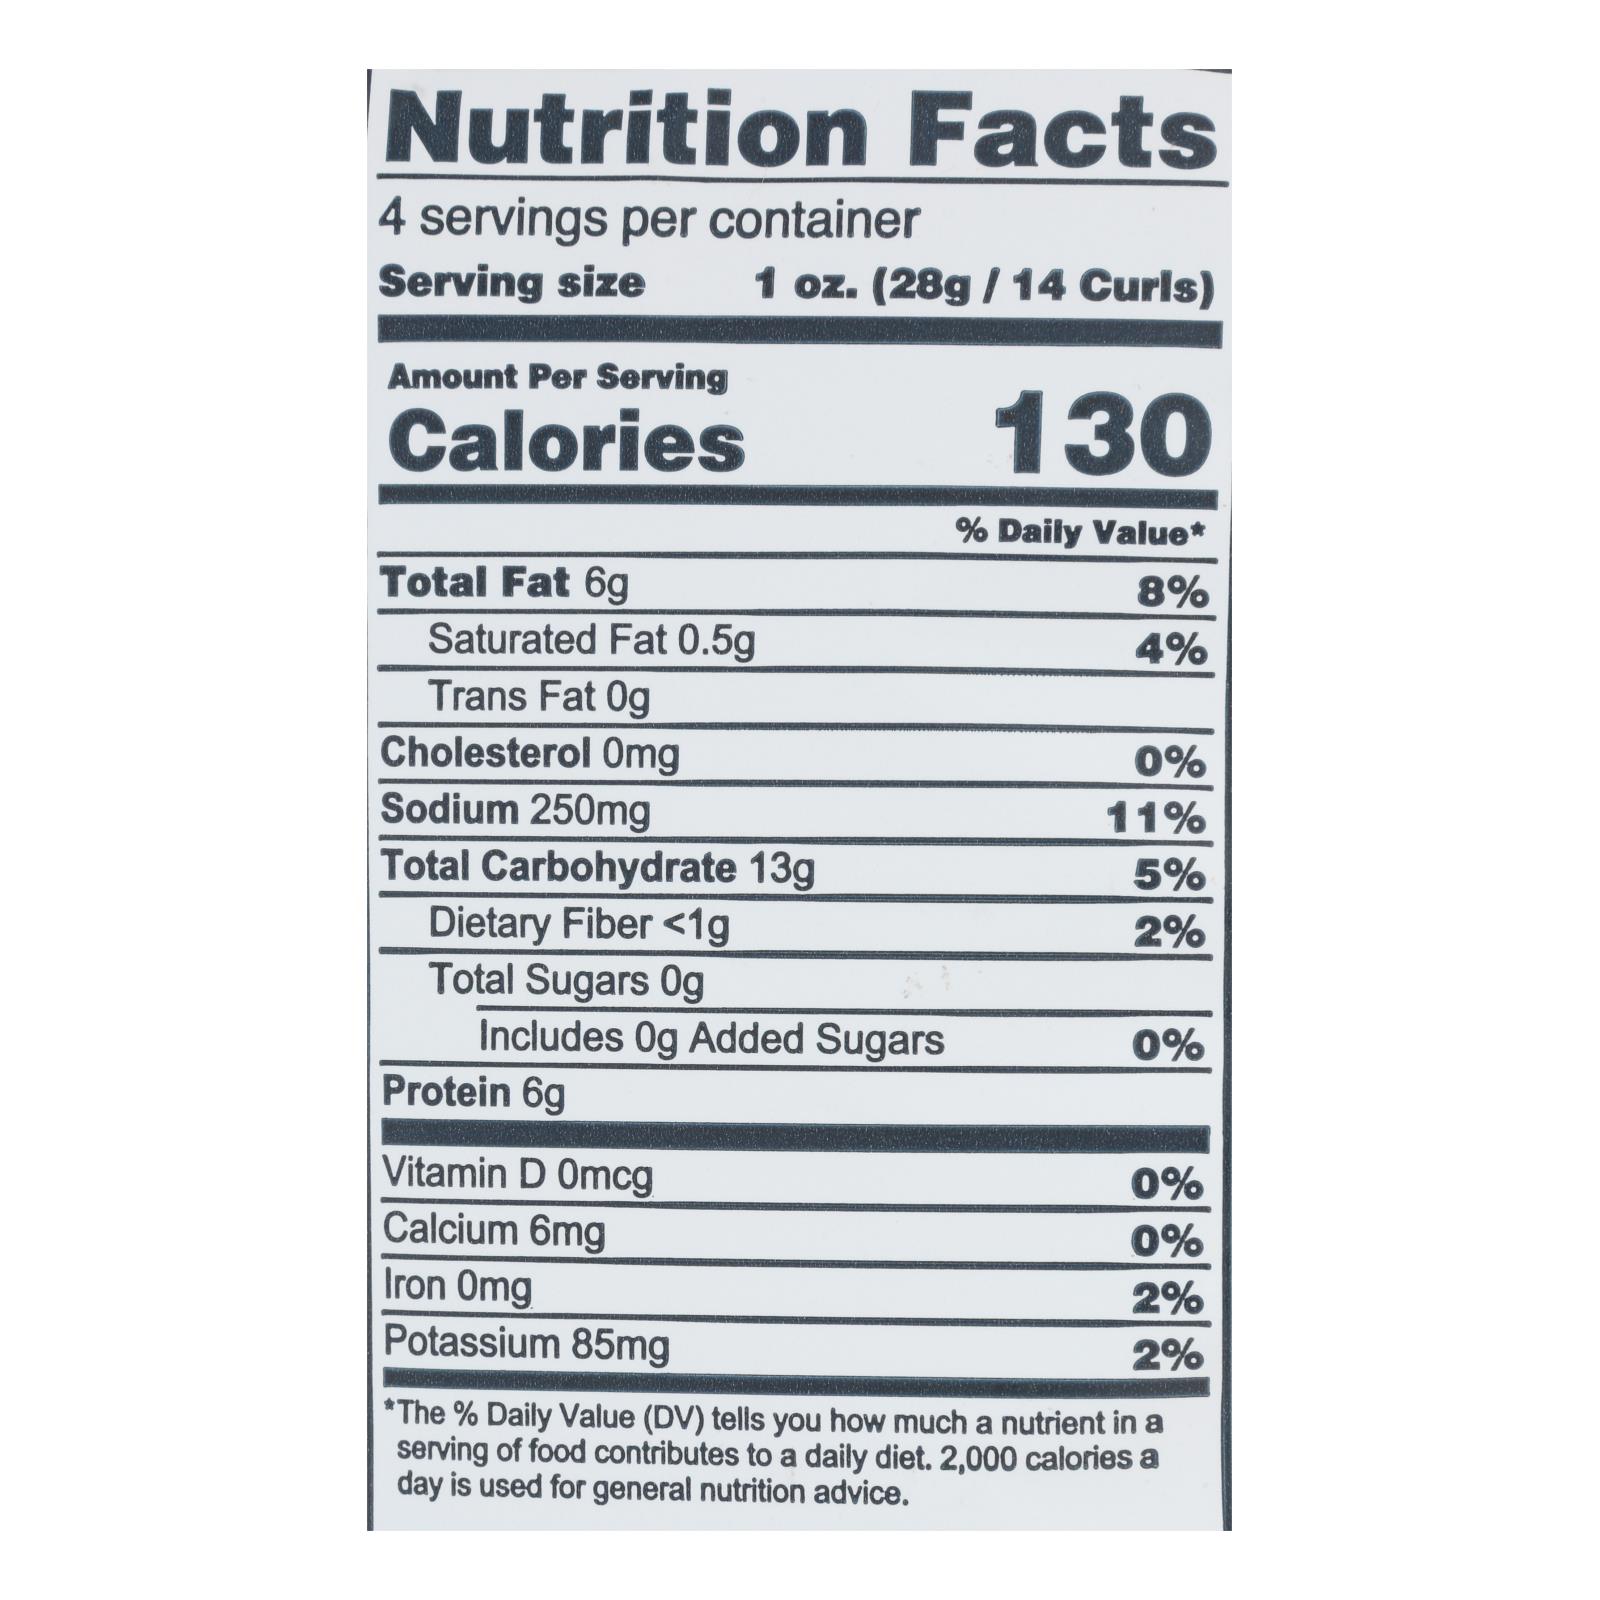 Nutrition Facts
4 servings per container
Serving size 1 oz. (28g / 14 Curls)
Amount Per Serving
Calories 130
% Daily Value*
Total Fat 6g 8%
Saturated Fat 0.5g 4%
Trans Fat 0g
Cholesterol 0mg 0%
Sodium 250mg 11%
Total Carbohydrate 13g 5%
Dietary Fiber <1g 2%
Total Sugars 0g
Includes 0g Added Sugars 0%
Protein 6g
Vitamin D 0mcg 0%
Calcium 6mg 0%
Iron 0mg 2%
Potassium 85mg 2%
*The % Daily Value (DV) tells you how much a nutrient in a
serving of food contributes to a daily diet. 2,000 calories a
day is used for general nutrition advice.